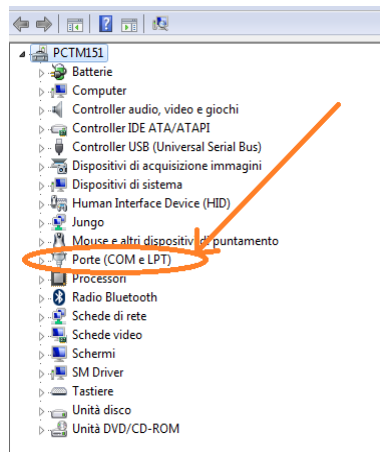 PCTM151
Batterie
Computer
Controller audio, video e giochi
Controller IDE ATA/ATAPI
Controller USB (Universal Serial Bus)
Dispositivi di acquisizione immagini
Dispositivi di sistema
Human Interface Device (HID)
Jungo
Mouse e altri dispositivi di puntamento
Porte (COM e LPT)
Processori
Radio Bluetooth
Schede di rete
Schede video
Schermi
SM Driver
Tastiere
Unità disco
Unità DVD/CD-ROM